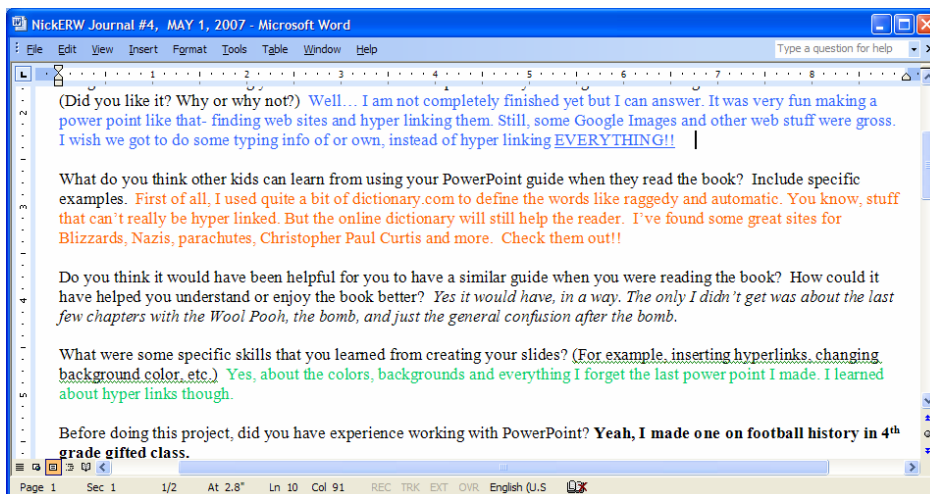 NickERW Journal #4, MAY 1, 2007 - Microsoft Word
File Edit View Insert Format Tools Table Window Help Type a question for help
1 2 3 4 5 6 7 8
(Did you like it? Why or why not?) Well… I am not completely finished yet but I can answer. It was very fun making a
power point like that- finding web sites and hyper linking them. Still, some Google Images and other web stuff were gross.
I wish we got to do some typing info of or own, instead of hyper linking EVERYTHING!!
What do you think other kids can learn from using your PowerPoint guide when they read the book? Include specific
examples. First of all, I used quite a bit of dictionary.com to define the words like raggedy and automatic. You know, stuff
that can’t really be hyper linked. But the online dictionary will still help the reader. I’ve found some great sites for
Blizzards, Nazis, parachutes, Christopher Paul Curtis and more. Check them out!!
Do you think it would have been helpful for you to have a similar guide when you were reading the book? How could it
have helped you understand or enjoy the book better? Yes it would have, in a way. The only I didn’t get was about the last
few chapters with the Wool Pooh, the bomb, and just the general confusion after the bomb.
What were some specific skills that you learned from creating your slides? (For example, inserting hyperlinks, changing
background color, etc.) Yes, about the colors, backgrounds and everything I forget the last power point I made. I learned
about hyper links though.
Before doing this project, did you have experience working with PowerPoint? Yeah, I made one on football history in 4th
grade gifted class.
Page 1 Sec 1 1/2 At 2.8" Ln 10 Col 91 REC TRK EXT OVR English (U.S